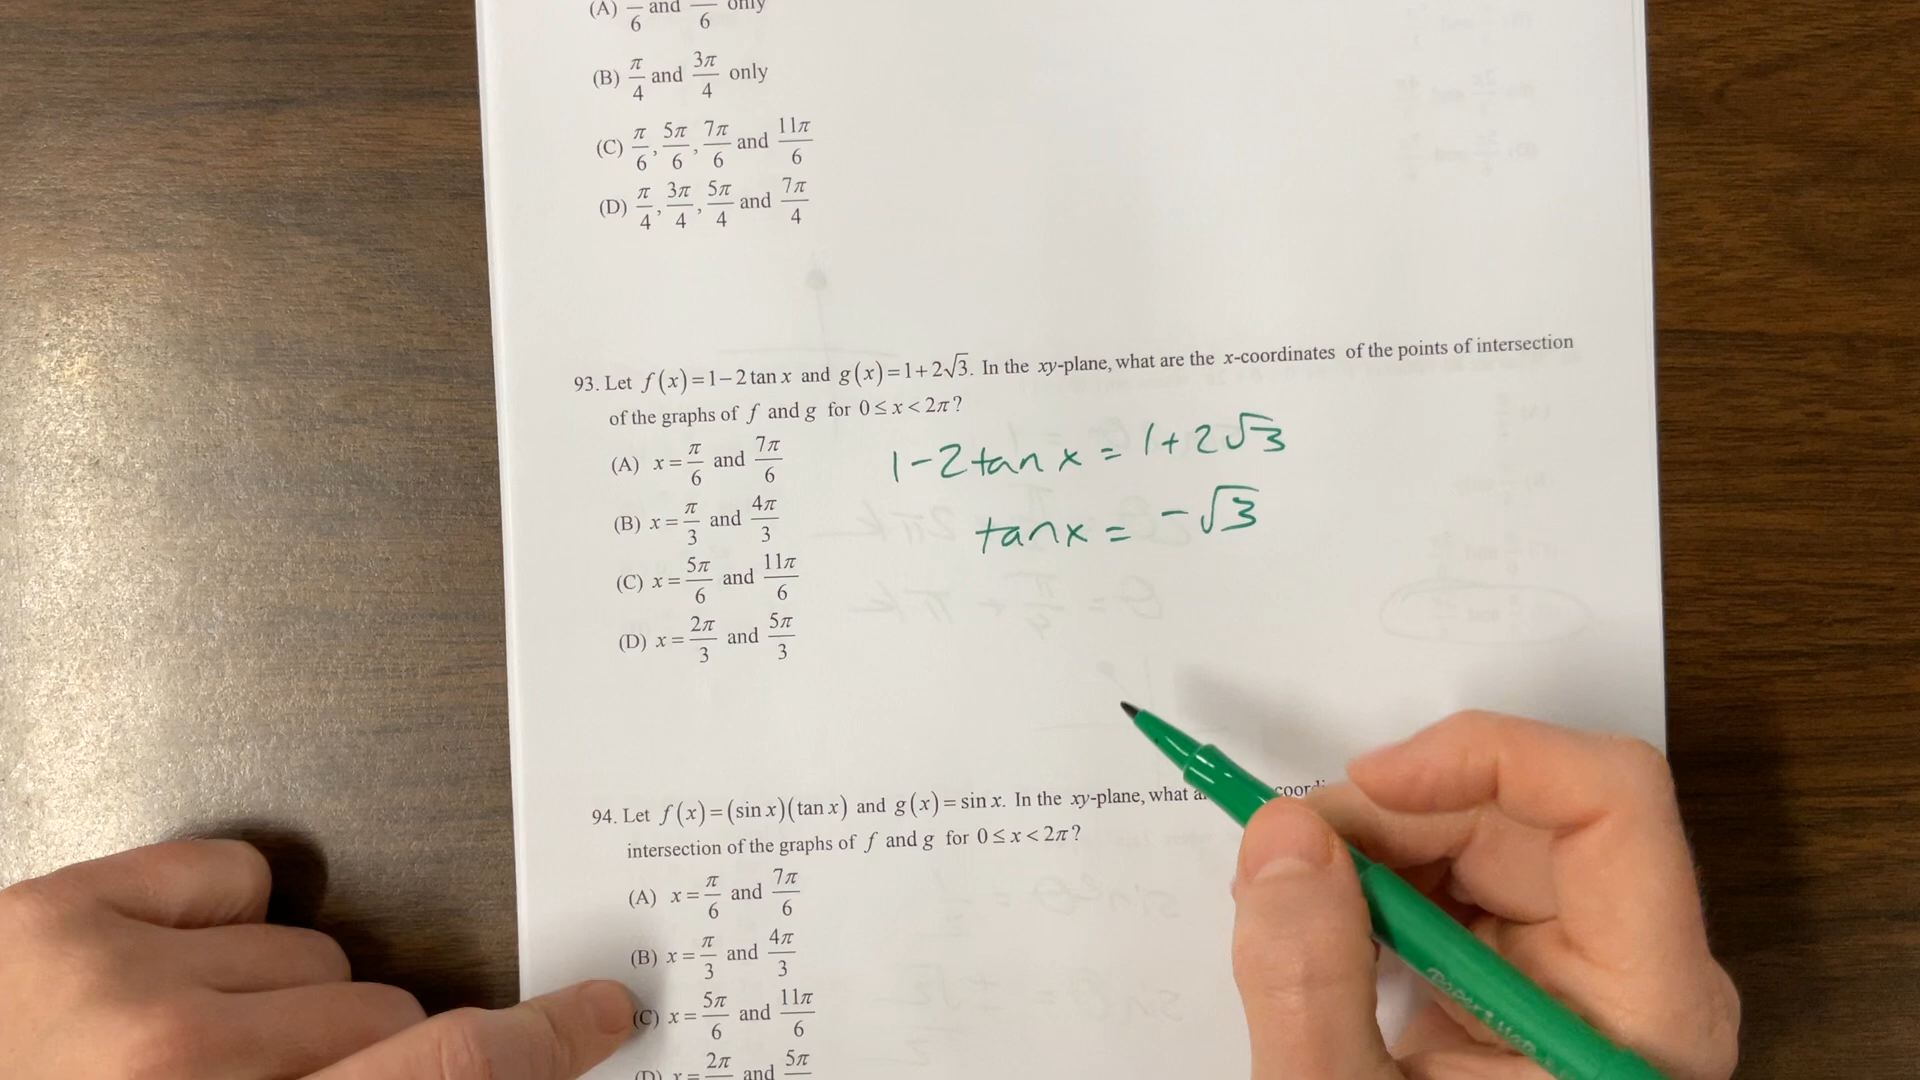 (A) —/6 and —/6 only
(B) π/4 and 3π/4 only
(C) π/6, 5π/6, 7π/6 and 11π/6
(D) π/4, 3π/4, 5π/4 and 7π/4
93. Let f(x)=1−2 tan x and g(x)=1+2√3. In the xy-plane, what are the x-coordinates of the points of intersection
of the graphs of f and g for 0≤x<2π?
(A) x=π/6 and 7π/6
(B) x=π/3 and 4π/3
(C) x=5π/6 and 11π/6
(D) x=2π/3 and 5π/3
1-2tan x = 1+2√3
tanx = -√3
94. Let f(x)=(sin x)(tan x) and g(x)=sin x. In the xy-plane, what
intersection of the graphs of f and g for 0≤x<2π?
(A) x=π/6 and 7π/6
(B) x=π/3 and 4π/3
(C) x=5π/6 and 11π/6
(D) x=2π/ and 5π/